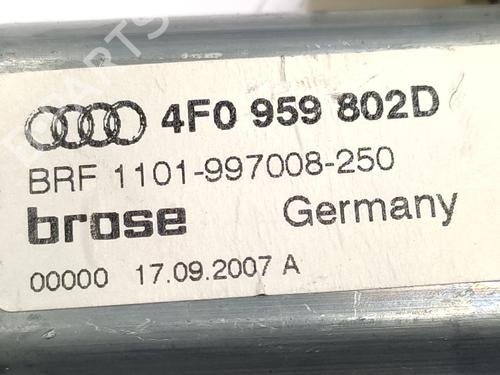 4F0 959 802D
BRF 1101-997008-250
brose Germany
00000 17.09.2007 A